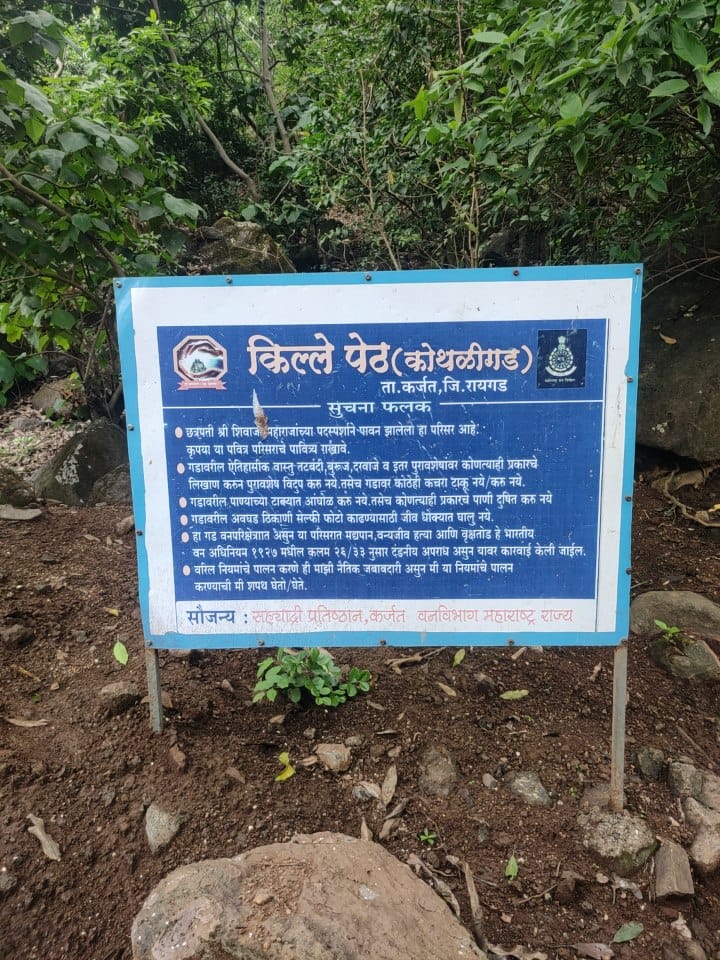 किल्ले पेठ (कोथळीगड)
ता.कर्जत, जि.रायगड
सुचना फलक
छत्रपती श्री शिवाजी महाराजांच्या पदस्पर्शाने पावन झालेला हा परिसर आहे.
कृपया या पवित्र परिसराचे पावित्र्य राखावे.
गडावरील ऐतिहासीक वास्तु तटबंदी,बुरूज,दरवाजे व इतर पुरावशेषावर कोणत्याही प्रकारचे
लिखाण करुन पुरावशेष विद्रुप करु नये.तसेच गडावर कोठेही कचरा टाकू नये/करु नये.
गडावरील पाण्याच्या टाक्यात आंघोळ करु नये.तसेच कोणत्याही प्रकारे पाणी दुषित करु नये
गडावरील अवघड ठिकाणी सेल्फी फोटो काढण्यासाठी जीव धोक्यात घालु नये.
हा गड वनपरिक्षेत्रात असुन या परिसरात मद्यपान,वन्यजीव हत्या आणि वृक्षतोड हे भारतीय
वन अधिनियम १९२७ मधील कलम २६/३३ नुसार दंडनीय अपराध असुन यावर कारवाई केली जाईल.
वरिल नियमांचे पालन करणे ही माझी नैतिक जबाबदारी असुन मी या नियमांचे पालन
करण्याची मी शपथ घेतो/घेते.
सौजन्य : सह्याद्री प्रतिष्ठान,कर्जत वनविभाग महाराष्ट्र राज्य